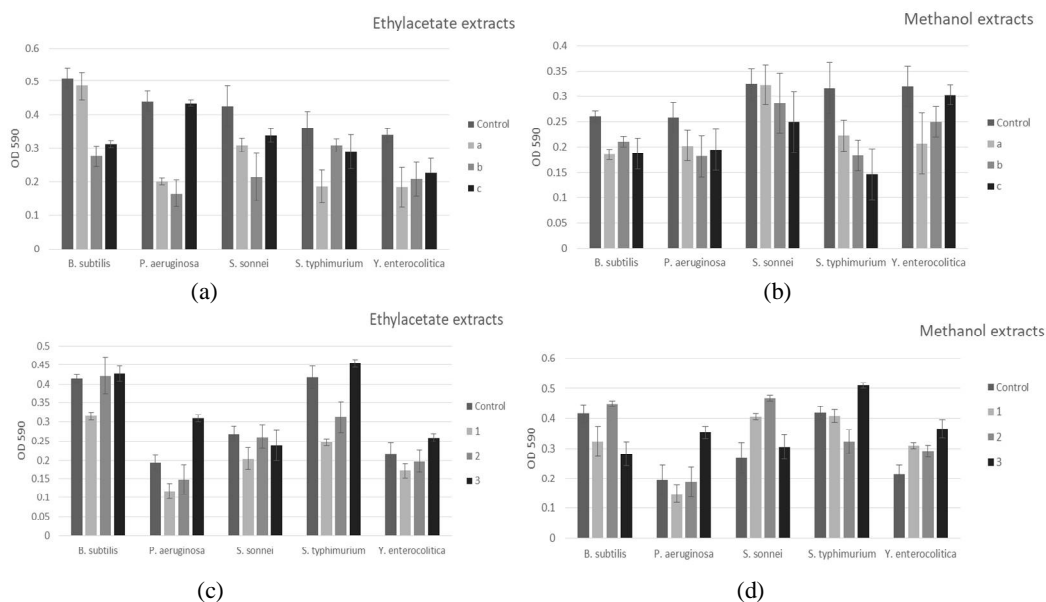 Ethylacetate extracts
0.6
0.5
0.4
0.3
0.2
0.1
0
OD 590
B. subtilis
P. aeruginosa
S. sonnei
S. typhimurium
Y. enterocolitica
Control
a
b
c
(a)
Methanol extracts
0.4
0.35
0.3
0.25
0.2
0.15
0.1
0.05
0
OD 590
B. subtilis
P. aeruginosa
S. sonnei
S. typhimurium
Y. enterocolitica
Control
a
b
c
(b)
Ethylacetate extracts
0.5
0.45
0.4
0.35
0.3
0.25
0.2
0.15
0.1
0.05
0
OD 590
B. subtilis
P. aeruginosa
S. sonnei
S. typhimurium
Y. enterocolitica
Control
1
2
3
(c)
Methanol extracts
0.6
0.5
0.4
0.3
0.2
0.1
0
OD 590
B. subtilis
P. aeruginosa
S. sonnei
S. typhimurium
Y. enterocolitica
Control
1
2
3
(d)